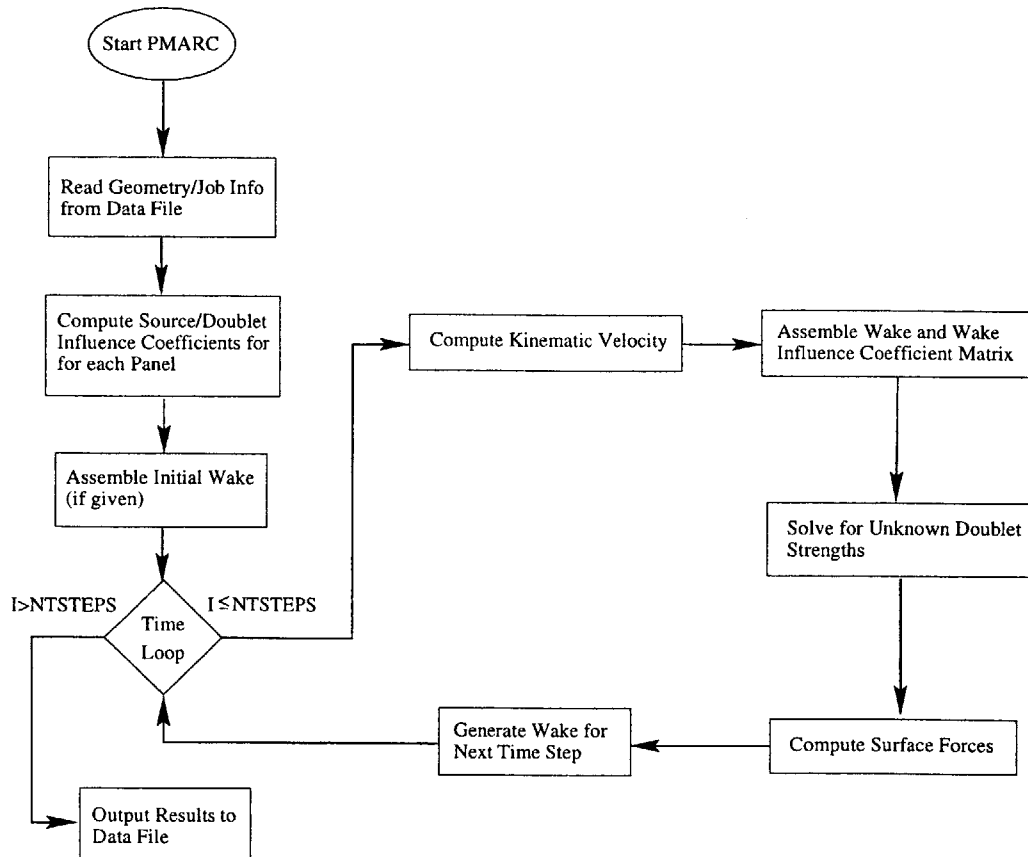 Start PMARC
Read Geometry/Job Info
from Data File
Compute Source/Doublet
Influence Coefficients for
for each Panel
Assemble Initial Wake
(if given)
I>NTSTEPS
I≤NTSTEPS
Time
Loop
Compute Kinematic Velocity
Assemble Wake and Wake
Influence Coefficient Matrix
Solve for Unknown Doublet
Strengths
Compute Surface Forces
Generate Wake for
Next Time Step
Output Results to
Data File